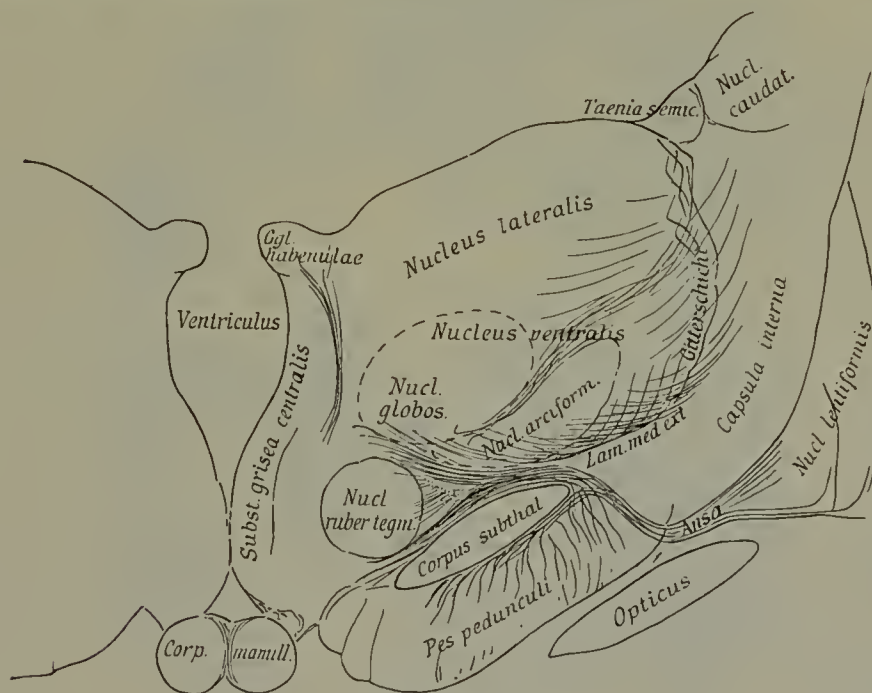 Nucl.
caudat.
Taenia semic.
Ggl.
habenulae
Nucleus lateralis
Gitterschicht
Ventriculus
Nucleus ventralis
Capsula interna
Nucl.
globos.
Nucl. arciform.
Subst. grisea centralis
Lam. med ext
Nucl lentiformis
Nucl
ruber tegm.
Corpus subthal
Ansa
Pes pedunculi
Opticus
Corp. mamill.